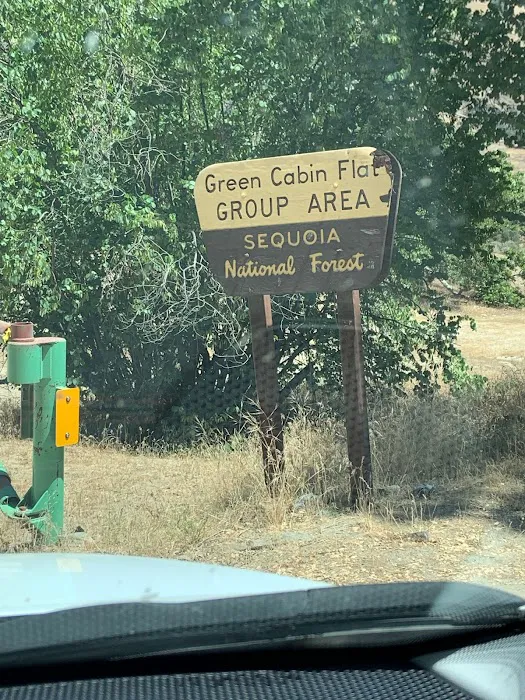 Green Cabin Flat
GROUP AREA
SEQUOIA
National Forest